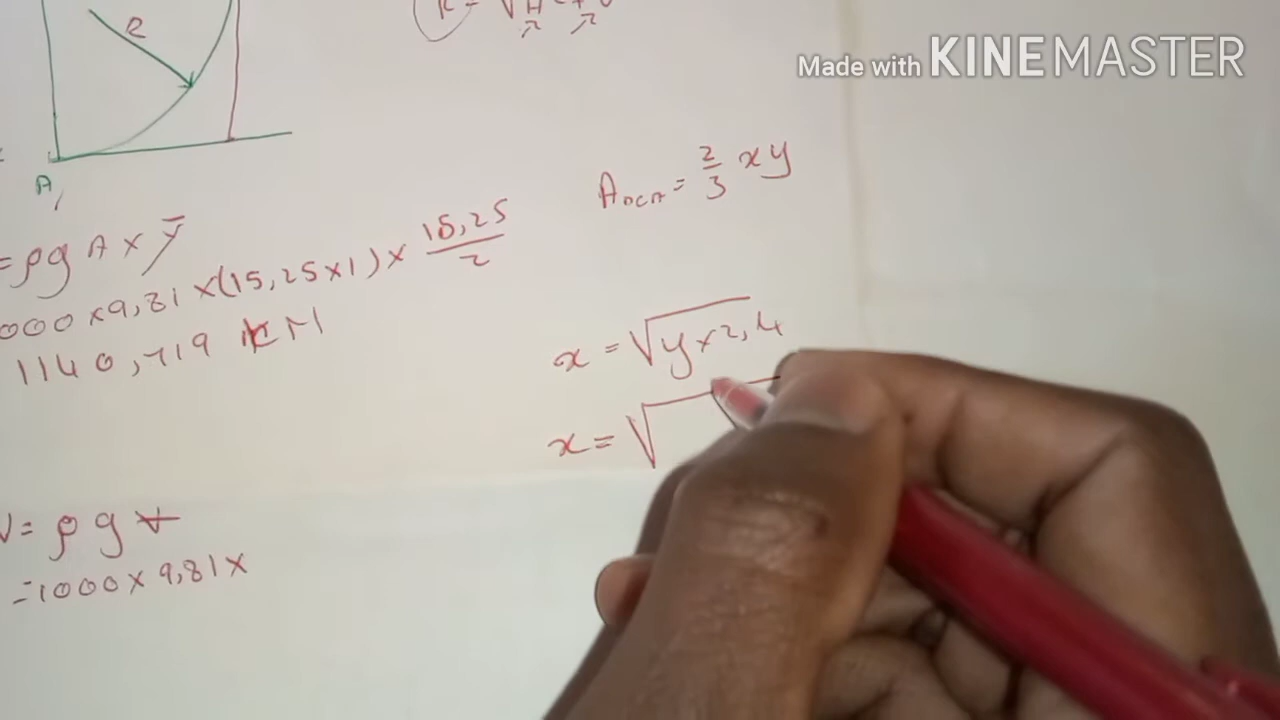 Made with KINEMASTER
R
A
A_OCA = 2/3 xy
= ρg A × ȳ
000 × 9,81 × (15,25×1) × 15,25/2
1140,719 KN
x = √y×2,4
x = √
= ρ g V
= 1000 × 9,81 ×